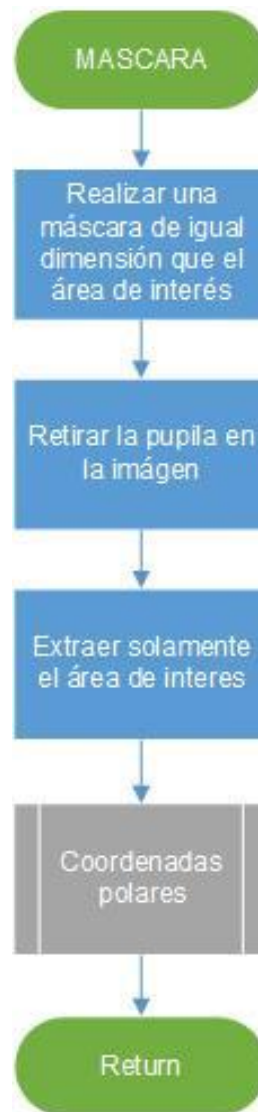 MASCARA
Realizar una
máscara de igual
dimensión que el
área de interés
Retirar la pupila en
la imágen
Extraer solamente
el área de interes
Coordenadas
polares
Return